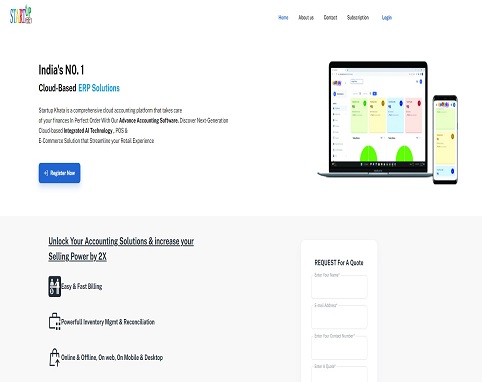 Home
About us
Contact
Subscription
Login
India's NO. 1
Cloud-Based ERP Solutions
Startup Khata is a comprehensive cloud accounting platform that takes care
of your finances In Perfect Order With Our Advance Accounting Software. Discover Next-Generation
Cloud-based Integrated AI Technology, POS &
E-Commerce Solution that Streamline your Retail Experience
Register Now
Unlock Your Accounting Solutions & increase your
Selling Power by 2X
Easy & Fast Billing
Powerfull Inventory Mgmt & Reconciliation
Online & Offline, On web, On Mobile & Desktop
REQUEST For A Quote
Enter Your Name*
E-mail Address*
Enter Your Contact Number*
Enter A Quote*